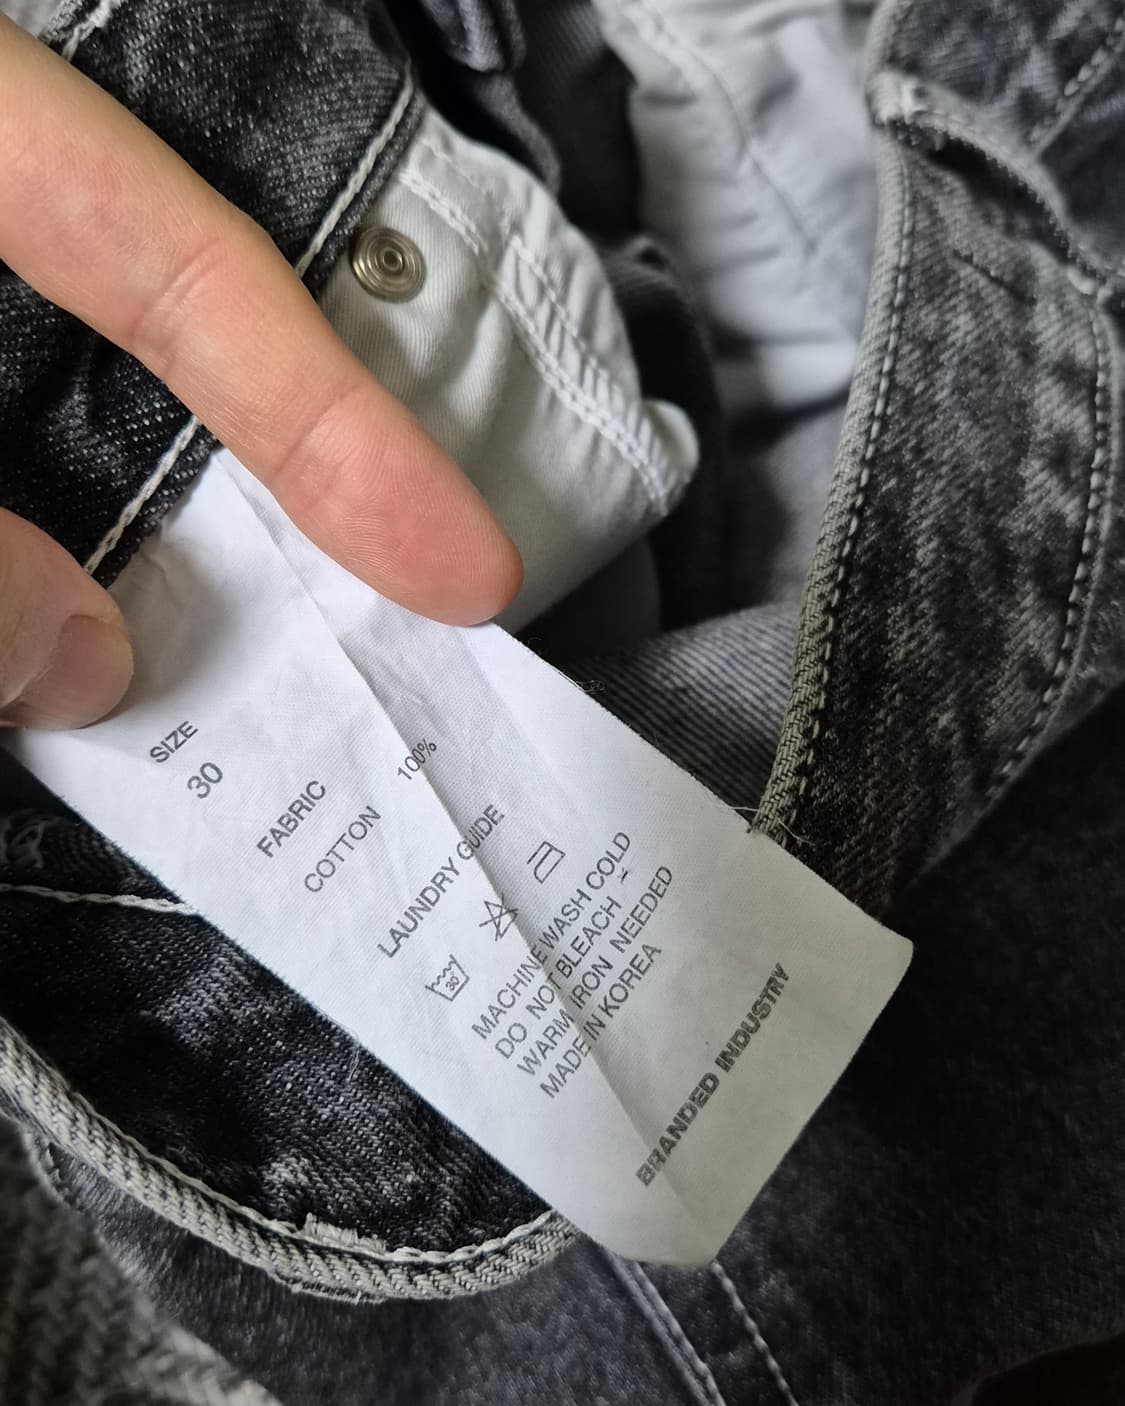 SIZE
30
FABRIC
COTTON 100%
LAUNDRY GUIDE
30°
MACHINE WASH COLD
DO NOT BLEACH
WARM IRON NEEDED
MADE IN KOREA
BRANDED INDUSTRY